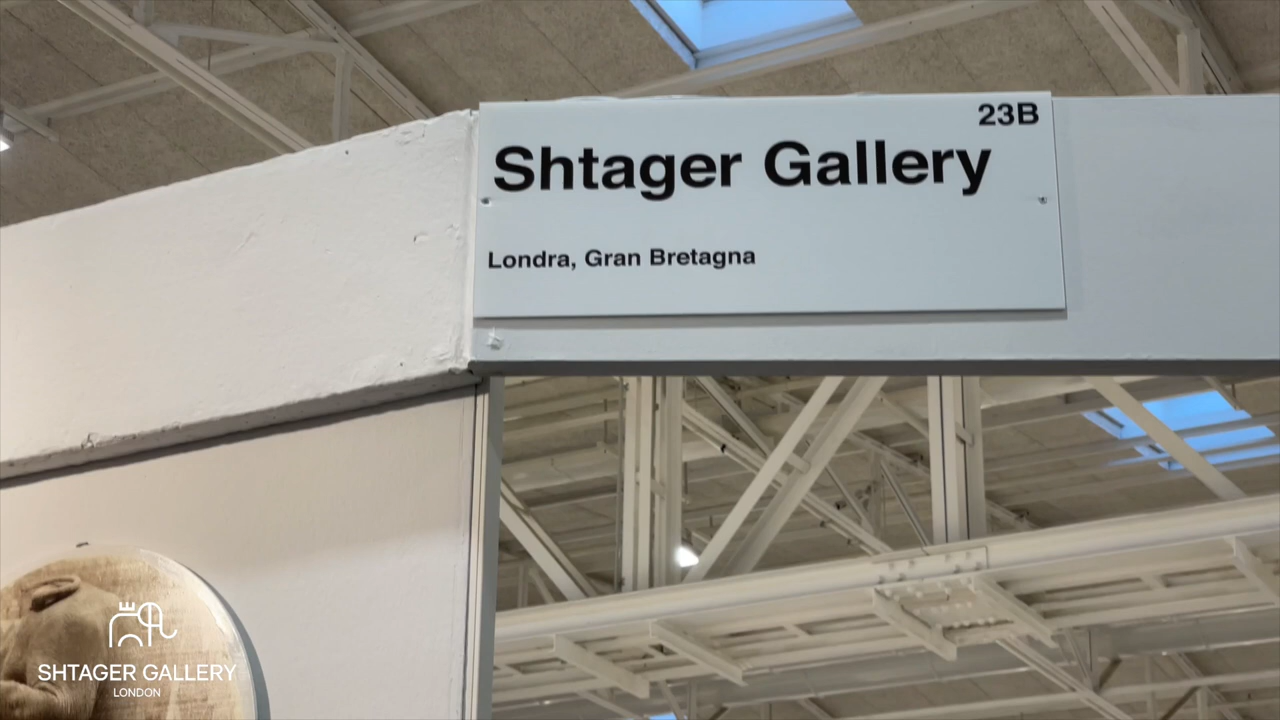 23B
Shtager Gallery
Londra, Gran Bretagna
SHTAGER GALLERY
LONDON